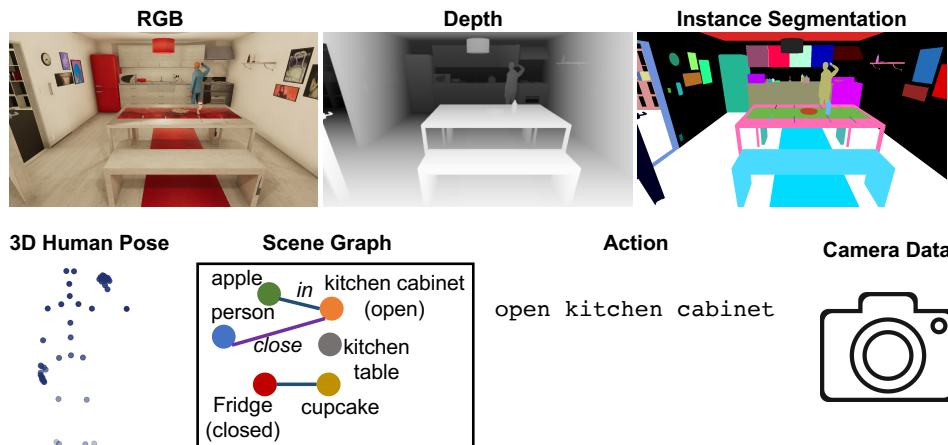 RGB
Depth
Instance Segmentation
3D Human Pose
Scene Graph
Action
Camera Data
apple
in
kitchen cabinet
(open)
person
close
kitchen
table
Fridge
(closed)
cupcake
open kitchen cabinet